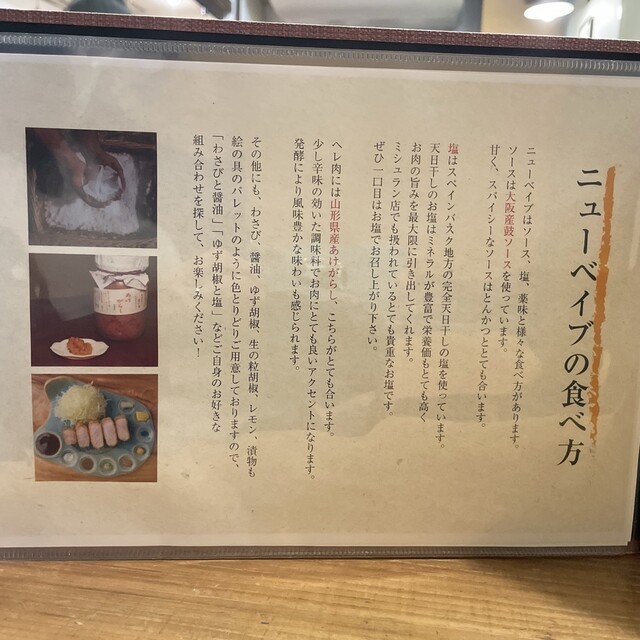 ニューベイブの食べ方
ニューベイブはソース、塩、薬味と様々な食べ方があります。
ソースは大阪産鼓ソースを使っています。
甘く、スパイシーなソースはとんかつととても合います。
塩はスペインバスク地方の完全天日干しの塩を使っています。
天日干しのお塩はミネラルが豊富で栄養価もとても高く
お肉の旨みを最大限に引き出してくれます。
ミシュラン店でも扱われているとても貴重なお塩です。
ぜひ一口目はお塩でお召し上がり下さい。
ヘレ肉には山形県産あけがらし、こちらがとても合います。
少し辛味の効いた調味料でお肉にとても良いアクセントになります。
発酵により風味豊かな味わいも感じられます。
その他にも、わさび、醤油、ゆず胡椒、生の粒胡椒、レモン、漬物も
絵の具のパレットのように色とりどりご用意しておりますので、
「わさびと醤油」「ゆず胡椒と塩」などご自身のお好きな
組み合わせを探して、お楽しみください！